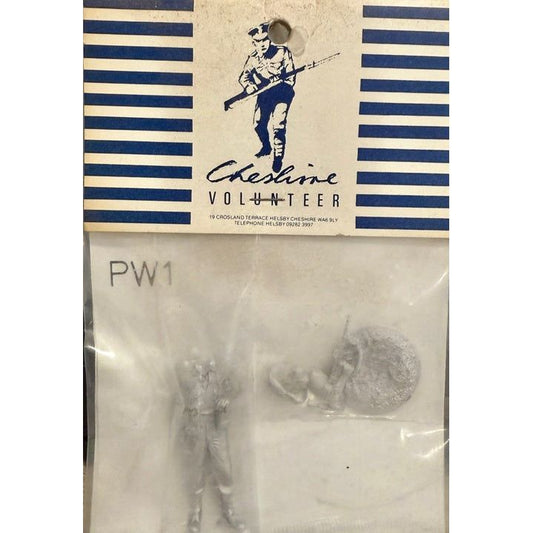 Cheshire
VOLUNTEER
19 CROSLAND TERRACE HELSBY CHESHIRE WA6 9LY
TELEPHONE HELSBY 09282 3997
PW1